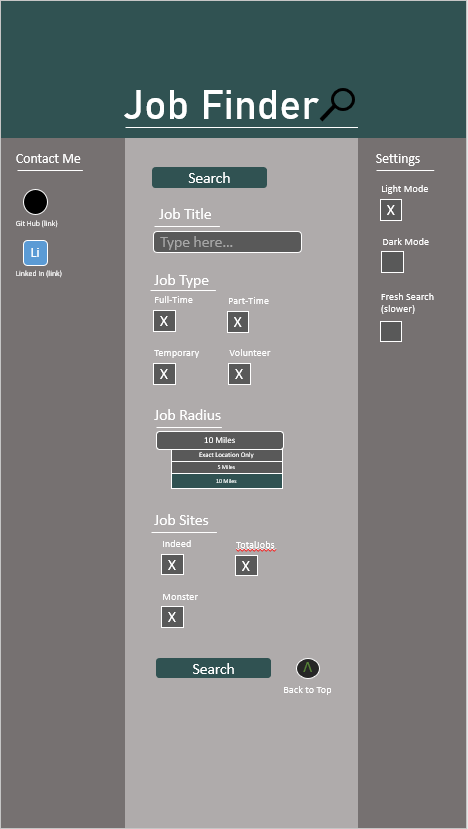 Job Finder
Contact Me
Git Hub (link)
Li
Linked In (link)
Search
Job Title
Type here...
Job Type
Full-Time
Part-Time
X
X
Temporary
Volunteer
X
X
Job Radius
10 Miles
Exact Location Only
5 Miles
10 Miles
Job Sites
Indeed
TotalJobs
X
X
Monster
X
Search
Λ
Back to Top
Settings
Light Mode
X
Dark Mode
Fresh Search
(slower)